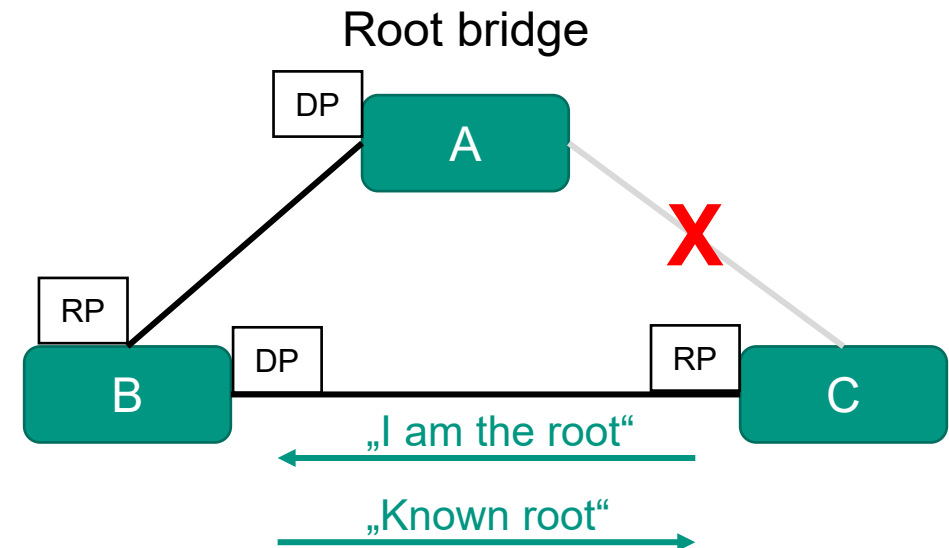 Root bridge
DP
A
X
RP
B
DP
RP
C
„I am the root“
„Known root“